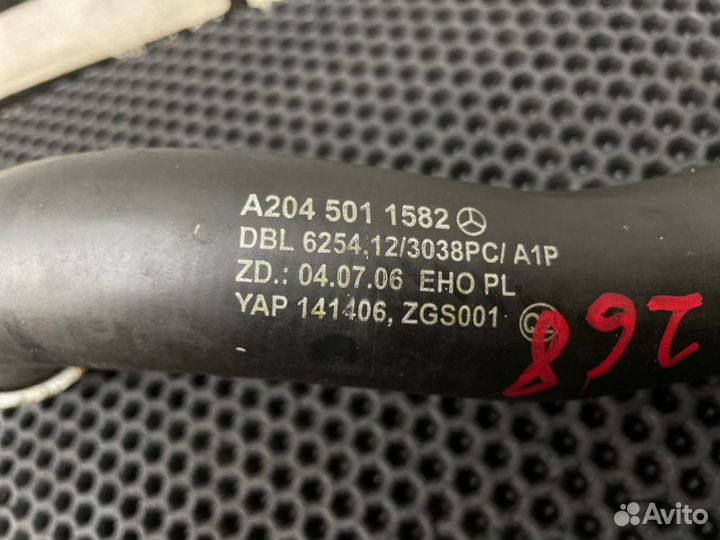 A204 501 1582
DBL 6254,12/3038PC/ A1P
ZD.: 04.07.06 EHO PL
YAP 141406, ZGS001
268
Avito